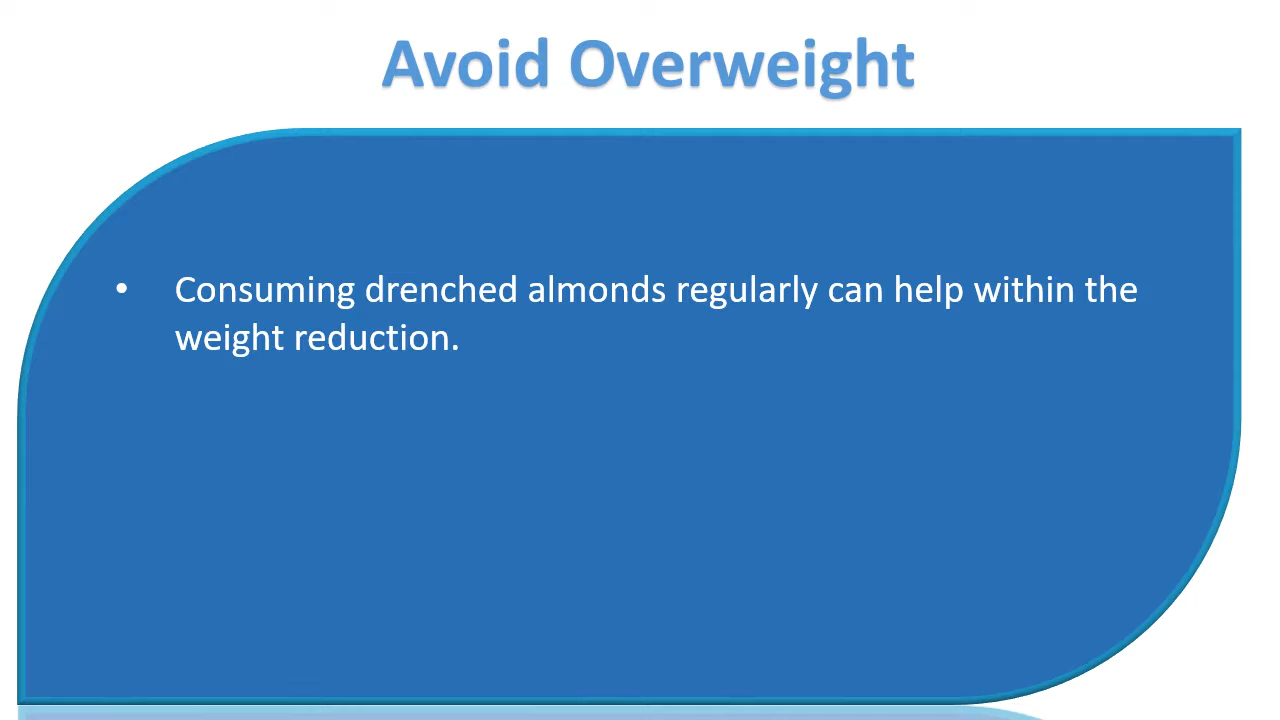 Avoid Overweight
• Consuming drenched almonds regularly can help within the
weight reduction.